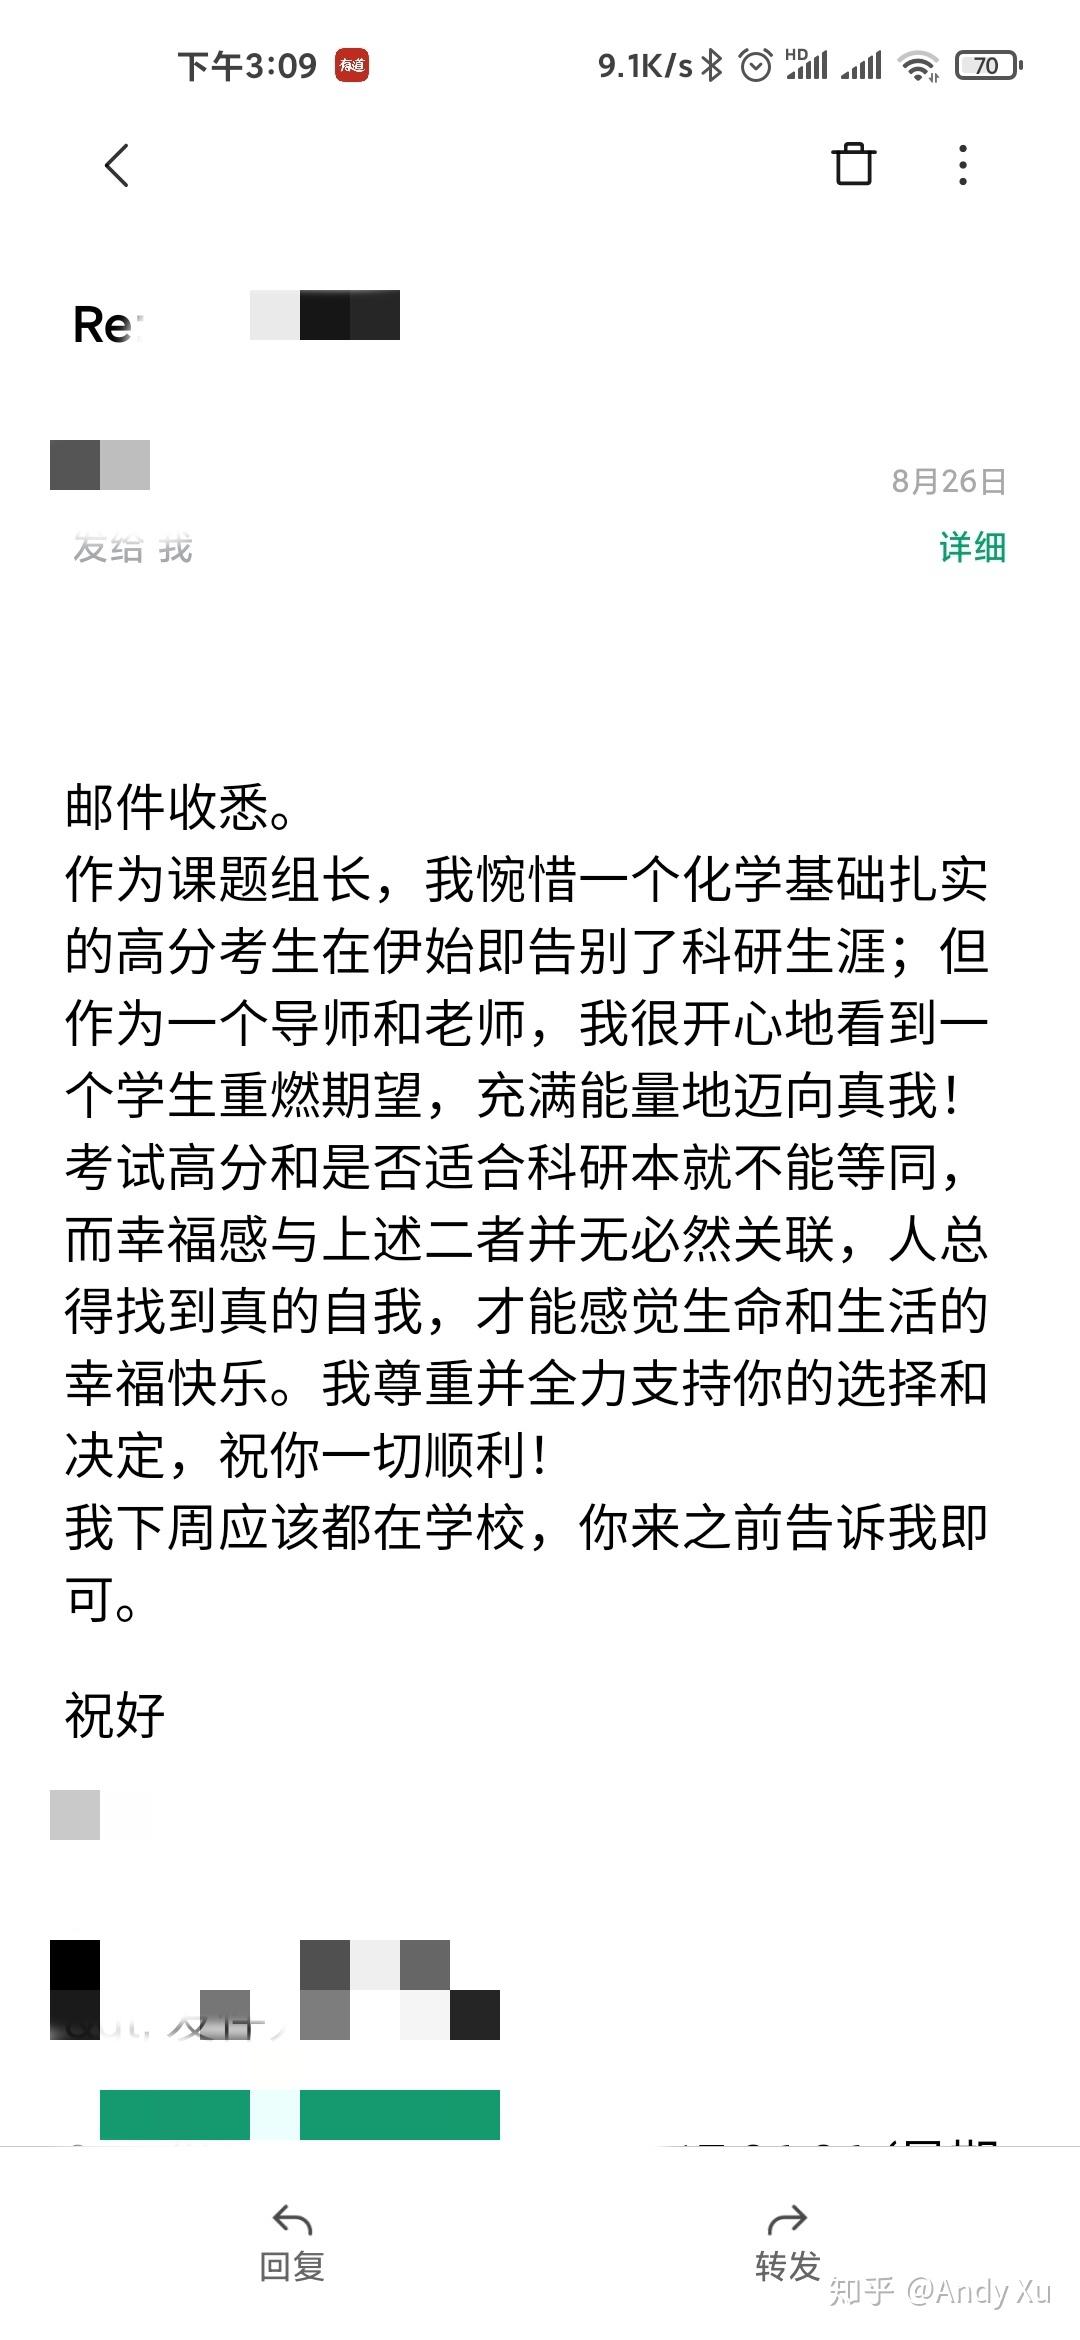 下午3:09 有道 9.1K/s HD 70
Re:
8月26日
发给 我 详细
邮件收悉。
作为课题组长，我惋惜一个化学基础扎实
的高分考生在伊始即告别了科研生涯；但
作为一个导师和老师，我很开心地看到一
个学生重燃期望，充满能量地迈向真我！
考试高分和是否适合科研本就不能等同，
而幸福感与上述二者并无必然关联，人总
得找到真的自我，才能感觉生命和生活的
幸福快乐。我尊重并全力支持你的选择和
决定，祝你一切顺利！
我下周应该都在学校，你来之前告诉我即
可。
祝好
回复 转发
知乎 @Andy Xu